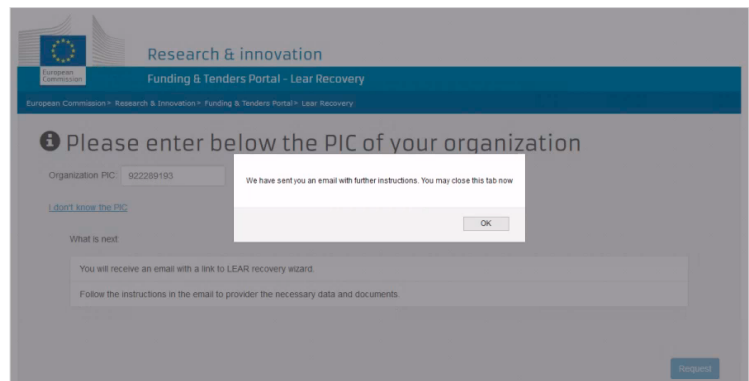 Research & innovation
European
Commission
Funding & Tenders Portal - Lear Recovery
European Commission> Research & Innovation> Funding & Tenders Portal> Lear Recovery
Please enter below the PIC of your organization
Organization PIC: 922289193
We have sent you an email with further instructions. You may close this tab now
I don't know the PIC
OK
What is next
You will receive an email with a link to LEAR recovery wizard.
Follow the instructions in the email to provider the necessary data and documents.
Request